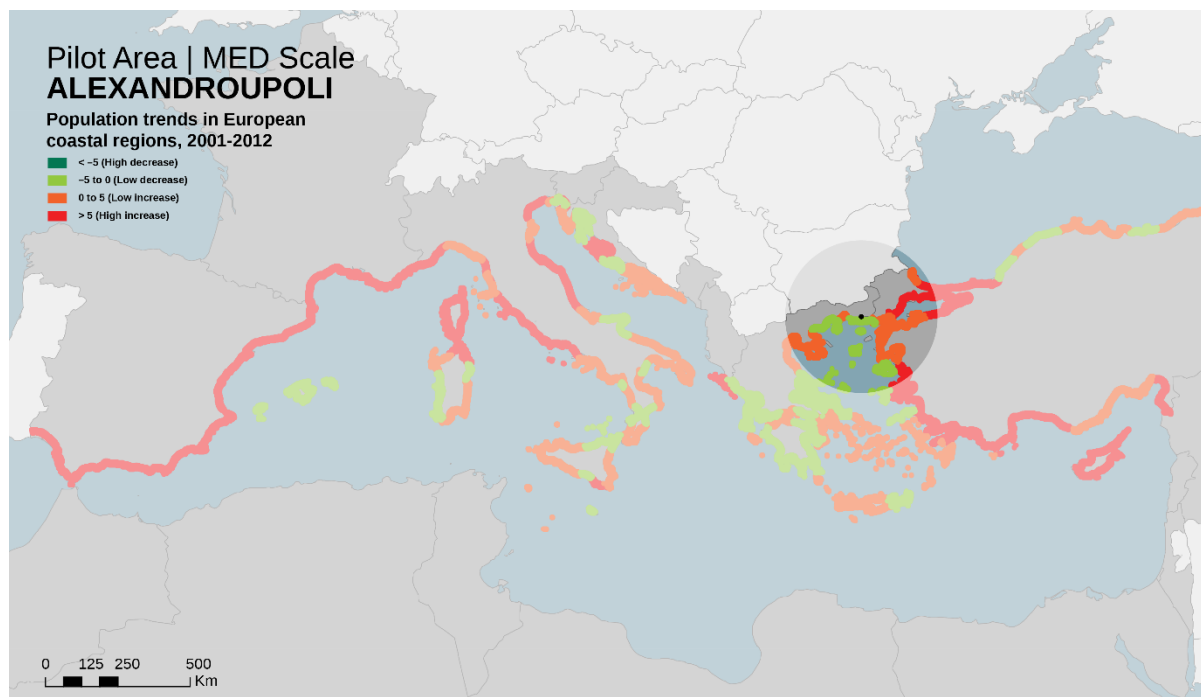 Pilot Area | MED Scale
ALEXANDROUPOLI
Population trends in European
coastal regions, 2001-2012
< –5 (High decrease)
–5 to 0 (Low decrease)
0 to 5 (Low increase)
> 5 (High increase)
0 125 250 500
Km